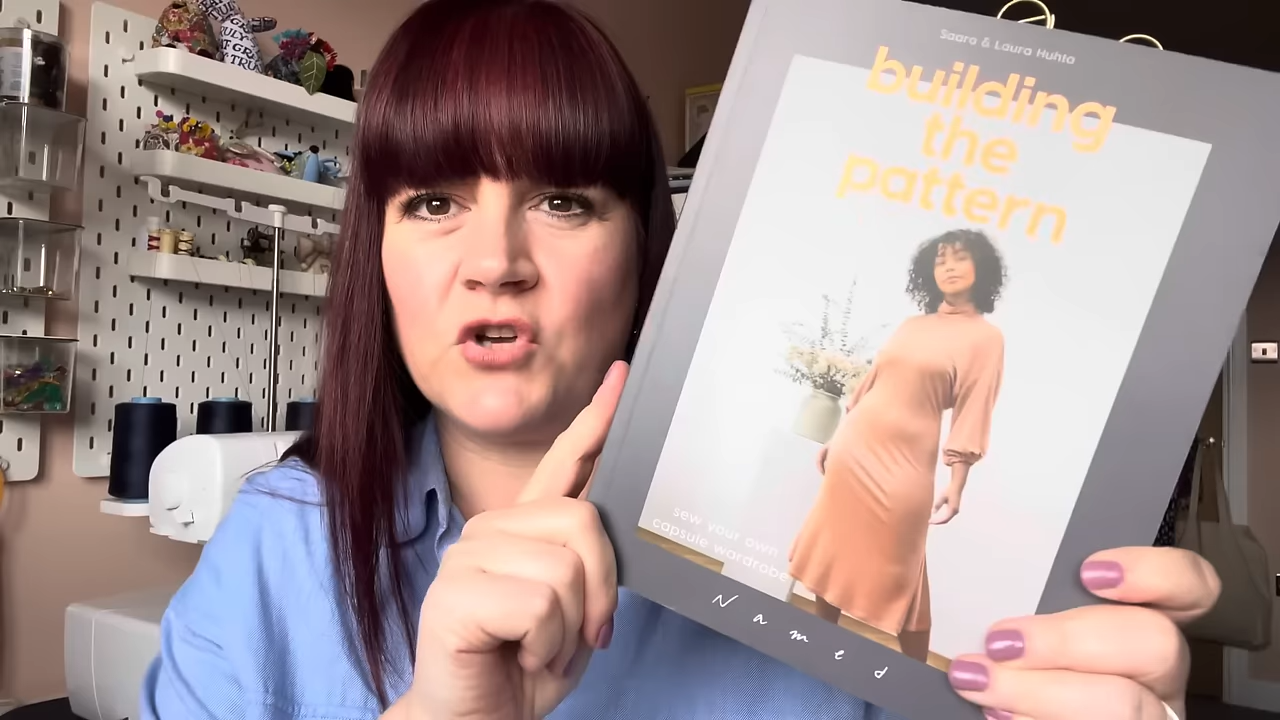 Saara & Laura Huhta
building
the
pattern
sew your own
capsule wardrobe
Named